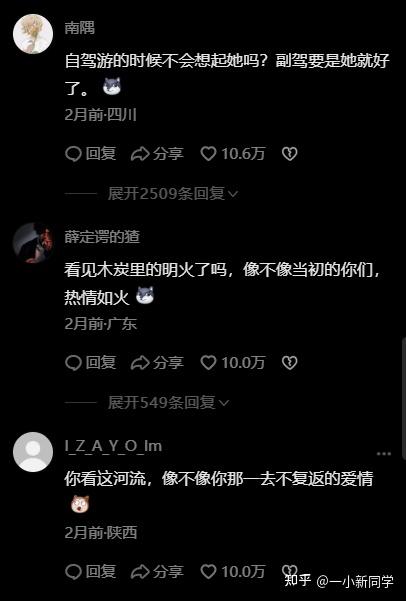 南隅
自驾游的时候不会想起她吗？副驾要是她就好
了。
2月前·四川
回复 分享 10.6万
展开2509条回复
薛定谔的猹
看见木炭里的明火了吗，像不像当初的你们，
热情如火
2月前·广东
回复 分享 10.0万
展开549条回复
I_Z_A_Y_O_Im
你看这河流，像不像你那一去不复返的爱情
2月前·陕西
回复 分享 10.0万
知乎 @一小新同学